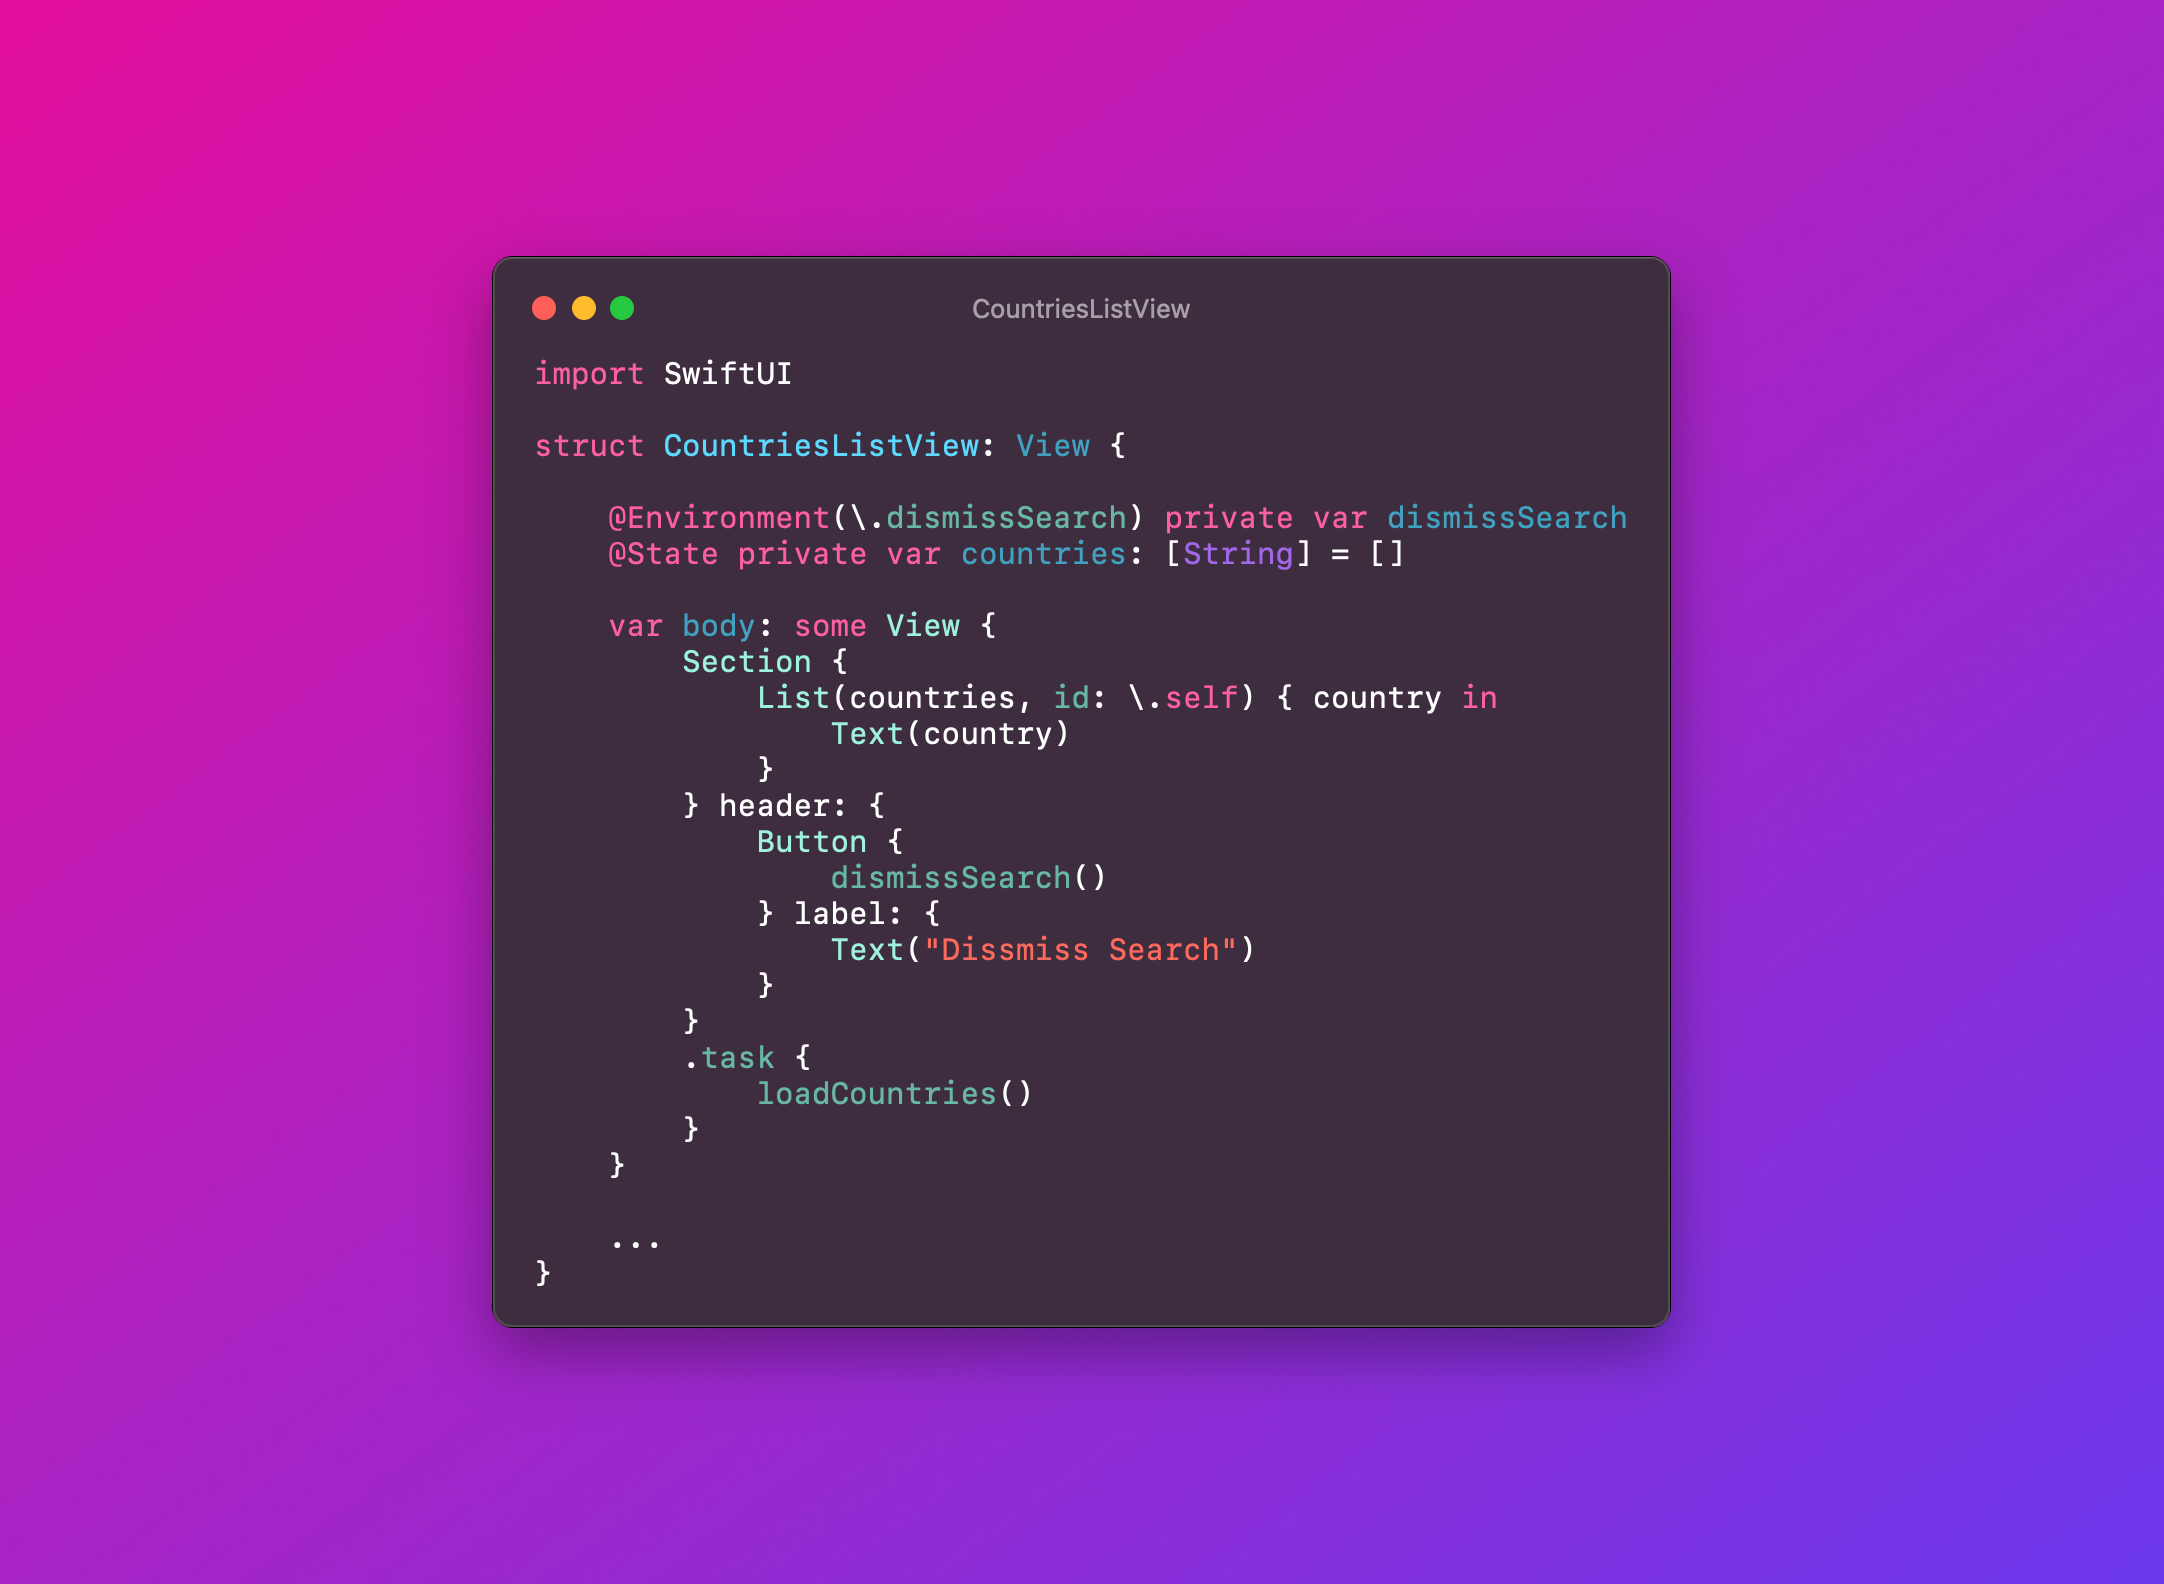 CountriesListView
import SwiftUI
struct CountriesListView: View {
@Environment(\.dismissSearch) private var dismissSearch
@State private var countries: [String] = []
var body: some View {
Section {
List(countries, id: \.self) { country in
Text(country)
}
} header: {
Button {
dismissSearch()
} label: {
Text("Dissmiss Search")
}
}
.task {
loadCountries()
}
}
...
}